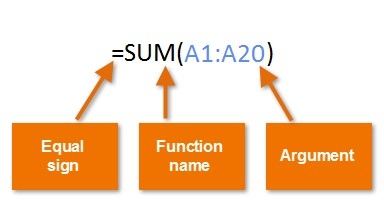 =SUM(A1:A20)
Equal
sign
Function
name
Argument